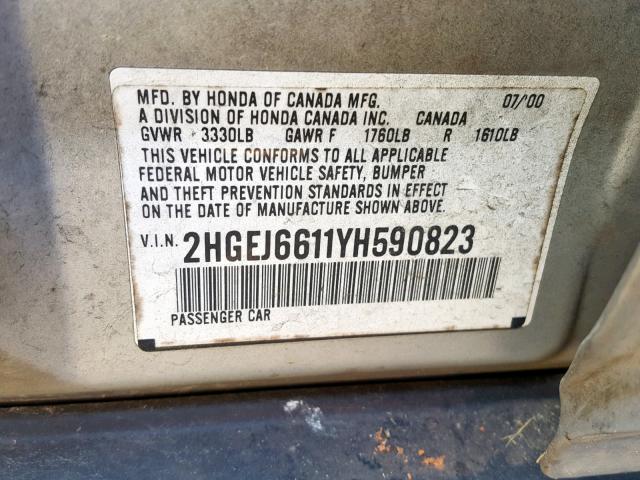 MFD. BY HONDA OF CANADA MFG. 07/'00
A DIVISION OF HONDA CANADA INC. CANADA
GVWR 3330LB GAWR F 1760LB R 1610LB
THIS VEHICLE CONFORMS TO ALL APPLICABLE
FEDERAL MOTOR VEHICLE SAFETY, BUMPER
AND THEFT PREVENTION STANDARDS IN EFFECT
ON THE DATE OF MANUFACTURE SHOWN ABOVE.
V.I.N. 2HGEJ6611YH590823
PASSENGER CAR